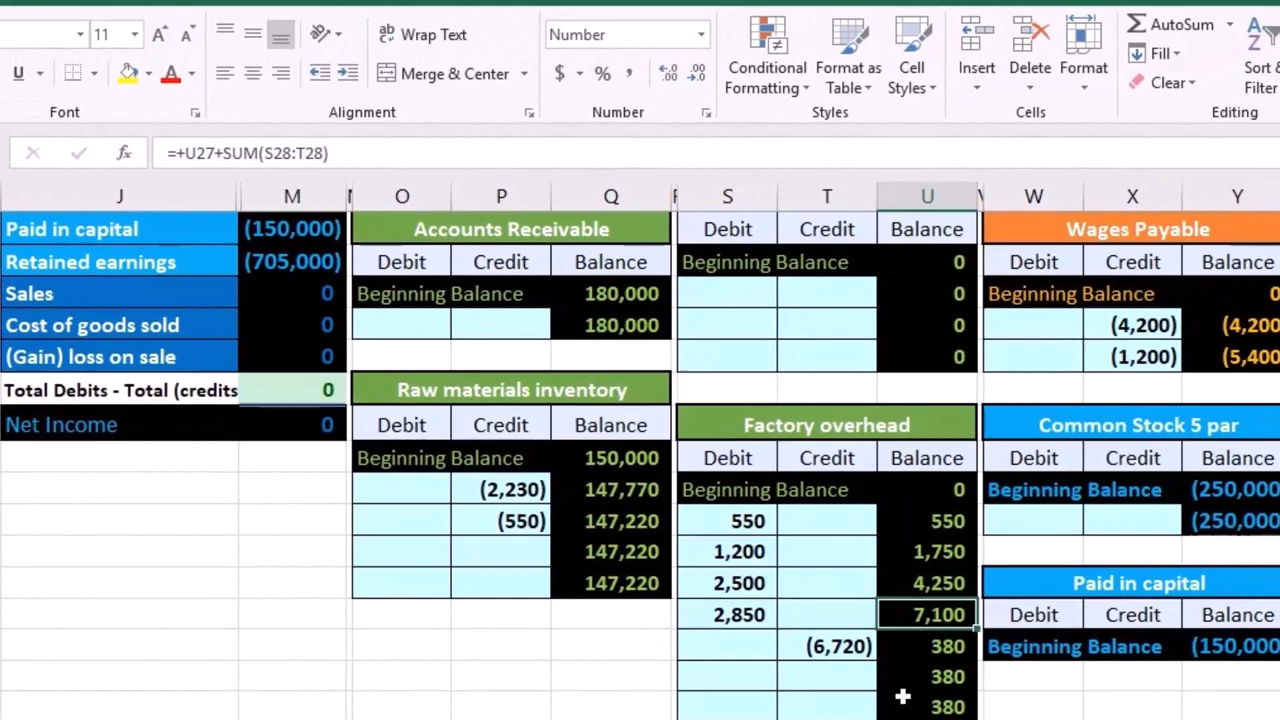 11
Wrap Text
Number
AutoSum
Merge & Center
$ % ,
Conditional Formatting
Format as Table
Cell Styles
Insert
Delete
Format
Fill
Clear
Sort &
Filter
U
Font
Alignment
Number
Styles
Cells
Editing
fx =+U27+SUM(S28:T28)
J M O P Q S T U W X Y
Paid in capital (150,000)
Retained earnings (705,000)
Sales 0
Cost of goods sold 0
(Gain) loss on sale 0
Total Debits - Total (credits 0
Net Income 0
Accounts Receivable
Debit Credit Balance
Beginning Balance 180,000
180,000
Raw materials inventory
Debit Credit Balance
Beginning Balance 150,000
(2,230) 147,770
(550) 147,220
147,220
147,220
Debit Credit Balance
Beginning Balance 0
0
0
0
Factory overhead
Debit Credit Balance
Beginning Balance 0
550 550
1,200 1,750
2,500 4,250
2,850 7,100
(6,720) 380
380
380
Wages Payable
Debit Credit Balance
Beginning Balance 0
(4,200) (4,200
(1,200) (5,400
Common Stock 5 par
Debit Credit Balance
Beginning Balance (250,000
(250,000
Paid in capital
Debit Credit Balance
Beginning Balance (150,000